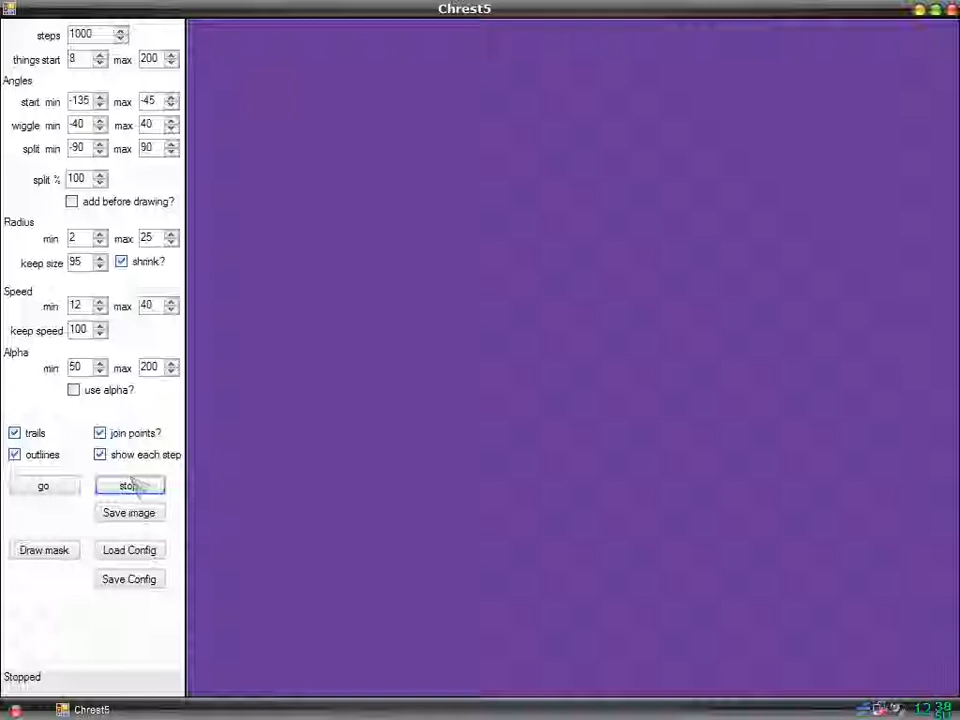 Chrest5
steps 1000
things start 8 max 200
Angles
start min -135 max -45
wiggle min -40 max 40
split min -90 max 90
split % 100
add before drawing?
Radius
min 2 max 25
keep size 95 shrink?
Speed
min 12 max 40
keep speed 100
Alpha
min 50 max 200
use alpha?
trails join points?
outlines show each step
go stop
Save image
Draw mask Load Config
Save Config
Stopped
Chrest5 12:38